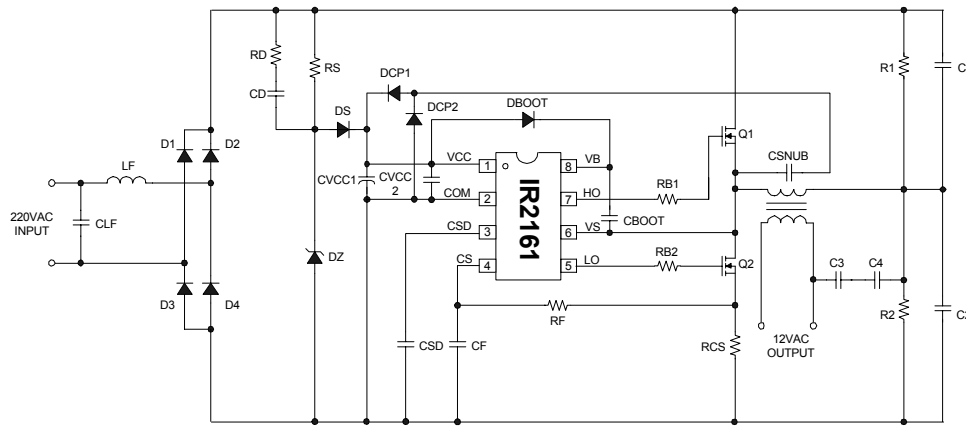 RD
RS
CD
DS
DCP1
DCP2
DBOOT
R1
C
Q1
CSNUB
D1
D2
LF
VCC
1
8
VB
CVCC1
CVCC
2
COM
2
7
HO
RB1
IR2161
220VAC
INPUT
CLF
CSD
3
6
VS
CBOOT
CS
4
5
LO
RB2
Q2
DZ
D3
D4
C3
C4
RF
R2
C2
CSD
CF
RCS
12VAC
OUTPUT